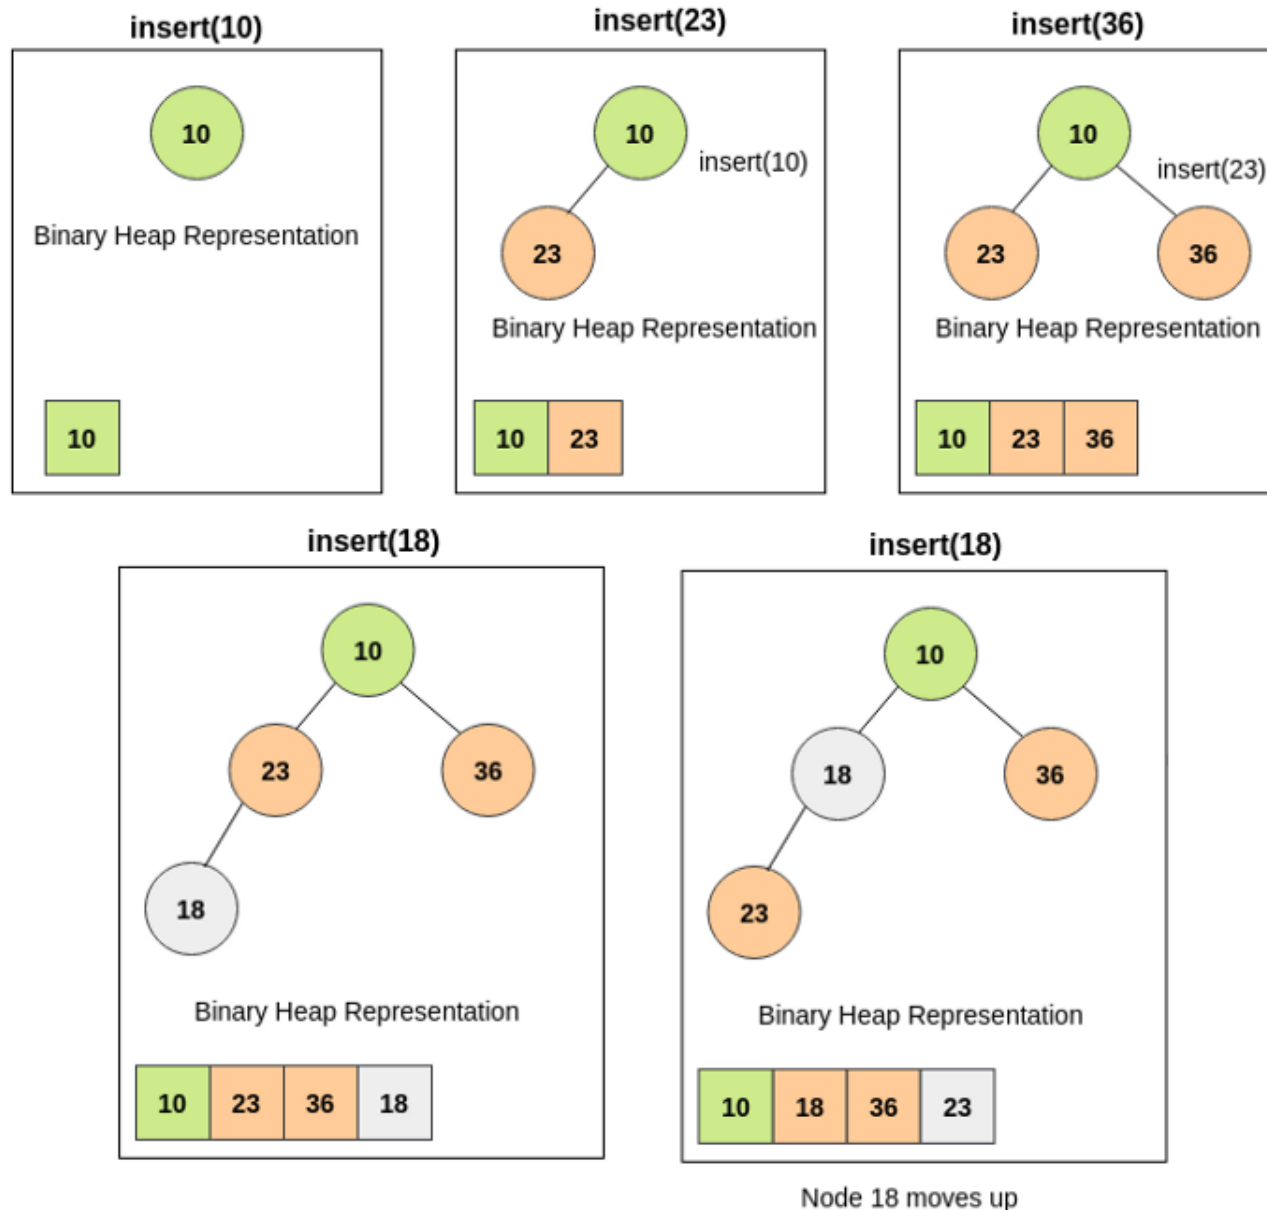 insert(10)
10
Binary Heap Representation
10
insert(23)
10
insert(10)
23
Binary Heap Representation
10 23
insert(36)
10
insert(23)
23 36
Binary Heap Representation
10 23 36
insert(18)
10
23 36
18
Binary Heap Representation
10 23 36 18
insert(18)
10
18 36
23
Binary Heap Representation
10 18 36 23
Node 18 moves up